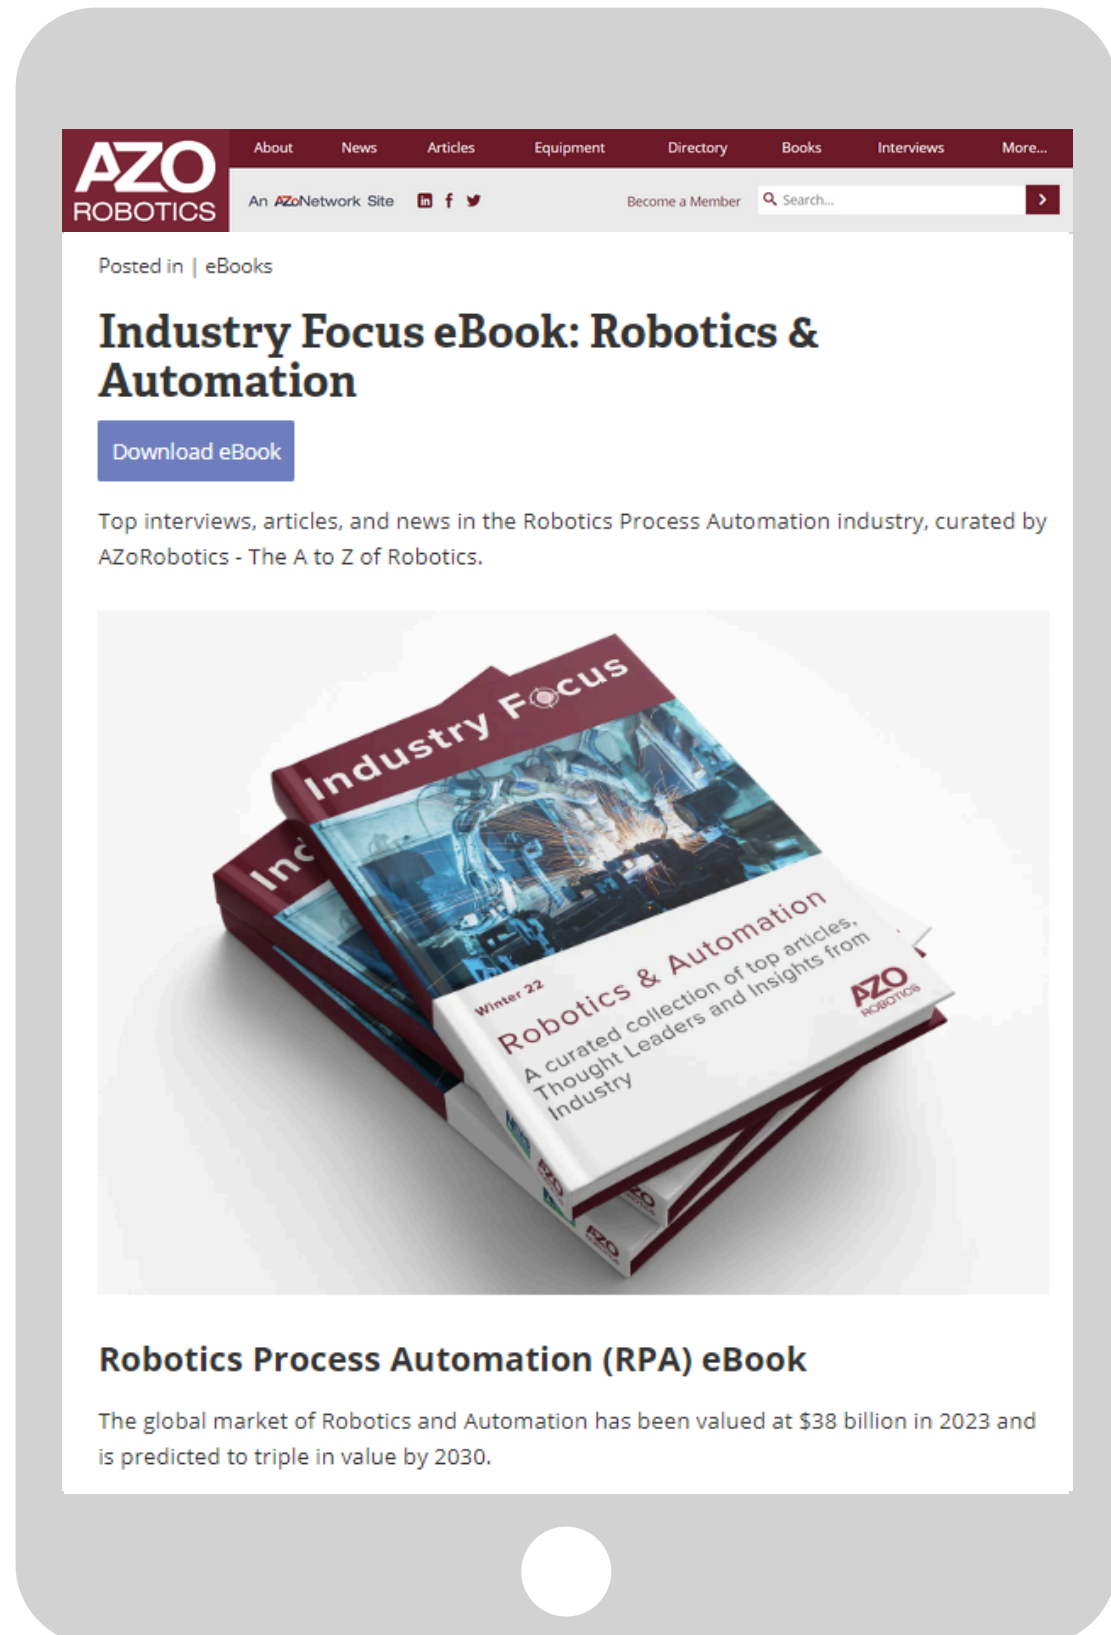 AZO
ROBOTICS
About News Articles Equipment Directory Books Interviews More...
An AZoNetwork Site
Become a Member
Search...
Posted in | eBooks
Industry Focus eBook: Robotics &
Automation
Download eBook
Top interviews, articles, and news in the Robotics Process Automation industry, curated by
AZoRobotics - The A to Z of Robotics.
Industry Focus
Ind
Winter 22
Robotics & Automation
A curated collection of top articles,
Thought Leaders and Insights from
Industry
AZO
ROBOTICS
AZO
AZO
Robotics Process Automation (RPA) eBook
The global market of Robotics and Automation has been valued at $38 billion in 2023 and
is predicted to triple in value by 2030.